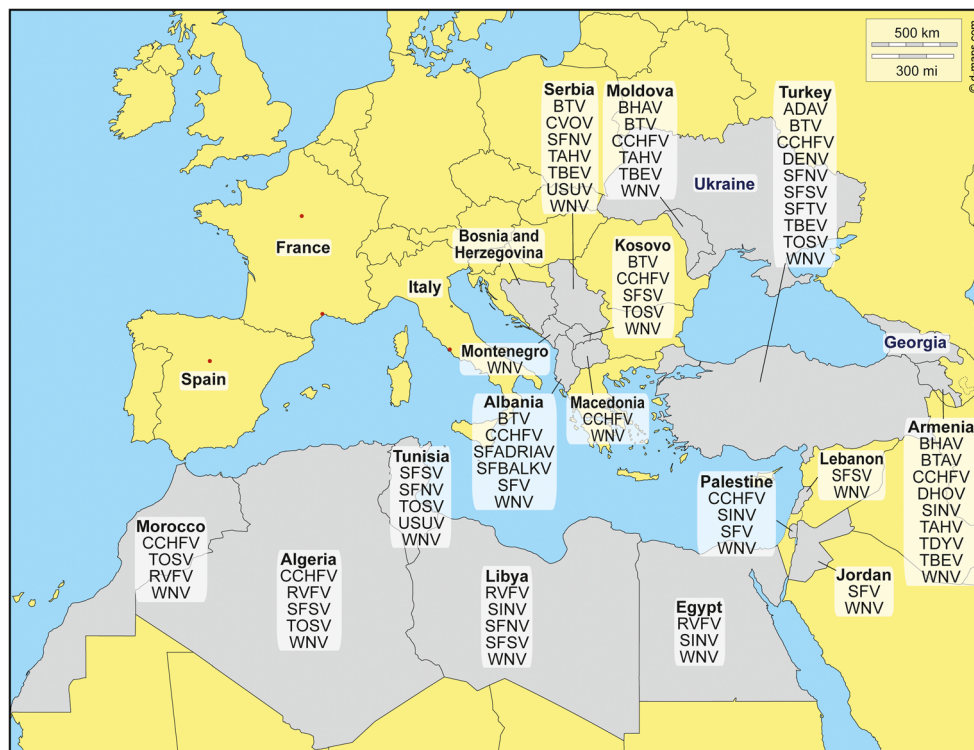 500 km
300 mi
© d-maps.com
Serbia
BTV
CVOV
SFNV
TAHV
TBEV
USUV
WNV
Moldova
BHAV
BTV
CCHFV
TAHV
TBEV
WNV
Turkey
ADAV
BTV
CCHFV
DENV
SFNV
SFSV
SFTV
TBEV
TOSV
WNV
Ukraine
Bosnia and
Herzegovina
Kosovo
BTV
CCHFV
SFSV
TOSV
WNV
France
Italy
Spain
Georgia
Montenegro
WNV
Albania
BTV
CCHFV
SFADRIAV
SFBALKV
SFV
WNV
Macedonia
CCHFV
WNV
Armenia
BHAV
BTAV
CCHFV
DHOV
SINV
TAHV
TDYV
TBEV
WNV
Tunisia
SFSV
SFNV
TOSV
USUV
WNV
Lebanon
SFSV
WNV
Palestine
CCHFV
SINV
SFV
WNV
Morocco
CCHFV
TOSV
RVFV
WNV
Algeria
CCHFV
RVFV
SFSV
TOSV
WNV
Libya
RVFV
SINV
SFNV
SFSV
WNV
Jordan
SFV
WNV
Egypt
RVFV
SINV
WNV